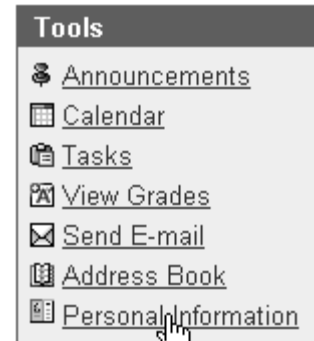 Tools
Announcements
Calendar
Tasks
View Grades
Send E-mail
Address Book
Personal Information